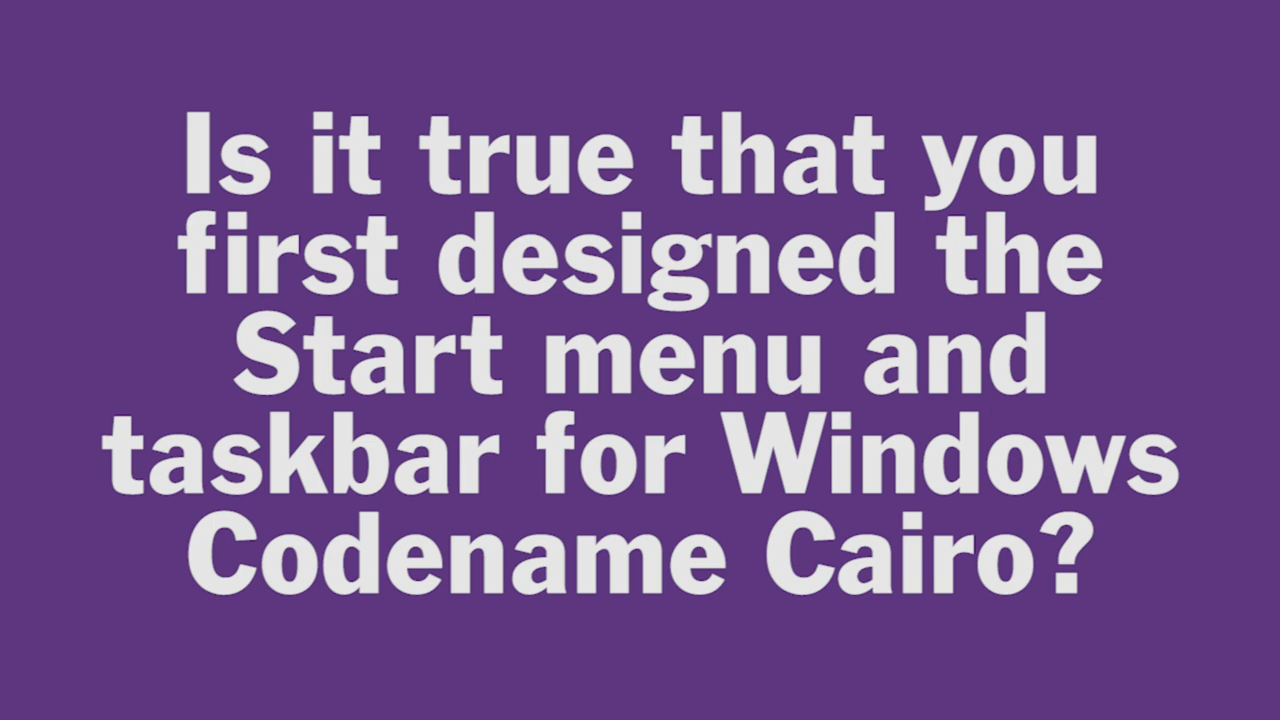 Is it true that you
first designed the
Start menu and
taskbar for Windows
Codename Cairo?